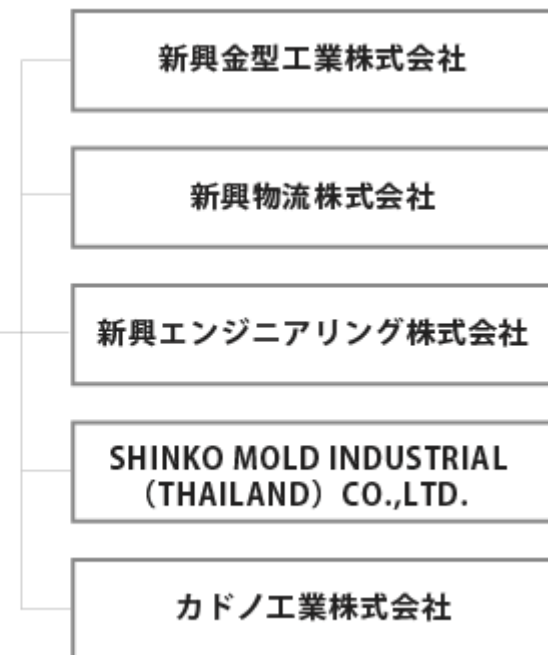 新興金型工業株式会社
新興物流株式会社
新興エンジニアリング株式会社
SHINKO MOLD INDUSTRIAL
（THAILAND）CO.,LTD.
カドノ工業株式会社